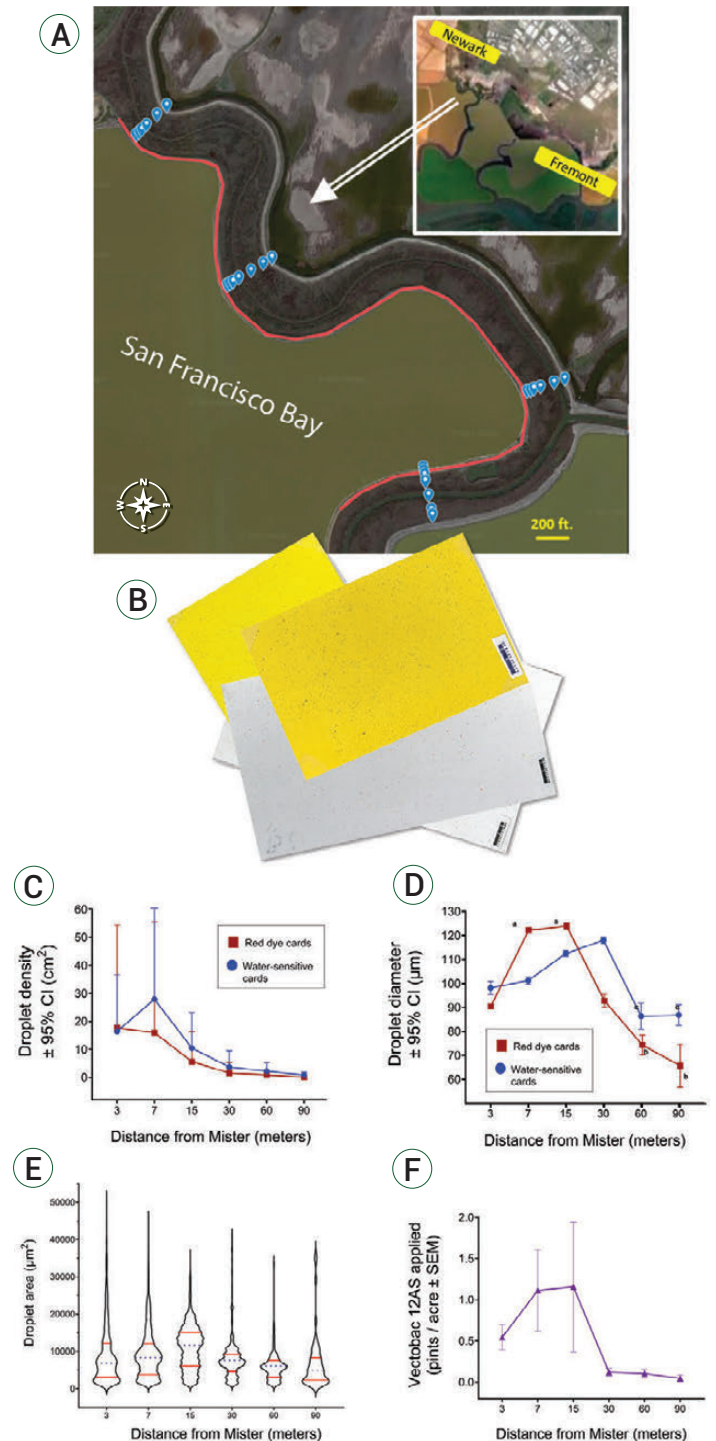 A
Newark
Fremont
San Francisco Bay
N
W
E
S
200 ft.
B
C
Droplet density
± 95% CI (cm²)
60
50
40
30
20
10
0
Red dye cards
Water-sensitive
cards
3 7 15 30 60 90
Distance from Mister (meters)
D
Droplet diameter
± 95% CI (µm)
130
120
110
100
90
80
70
60
a
a
a
c
b
b
Red dye cards
Water-sensitive
cards
3 7 15 30 60 90
Distance from Mister (meters)
E
Droplet area (µm²)
50000
40000
30000
20000
10000
0
3 7 15 30 60 90
Distance from Mister (meters)
F
Vectobac 12AS applied
(pints / acre ± SEM)
2.0
1.5
1.0
0.5
0.0
3 7 15 30 60 90
Distance from Mister (meters)